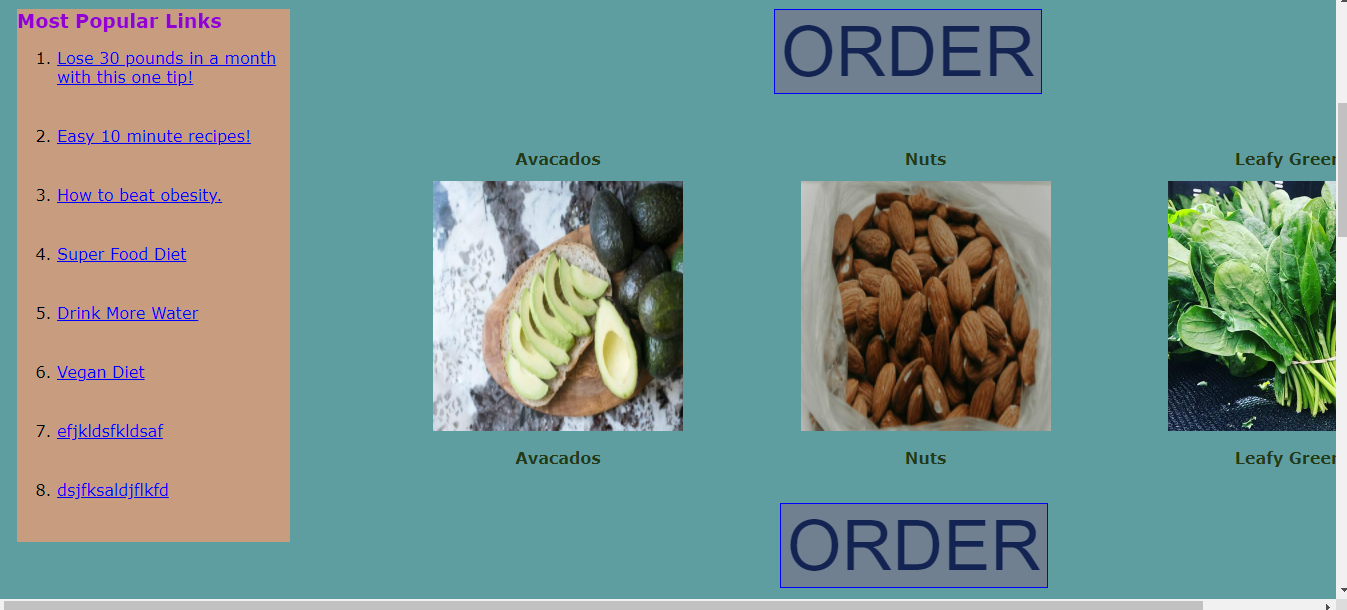 Most Popular Links
1. Lose 30 pounds in a month
with this one tip!
2. Easy 10 minute recipes!
3. How to beat obesity.
4. Super Food Diet
5. Drink More Water
6. Vegan Diet
7. efjkldsfkldsaf
8. dsjfksaldjflkfd
ORDER
Avacados Nuts Leafy Green
Avacados Nuts Leafy Green
ORDER